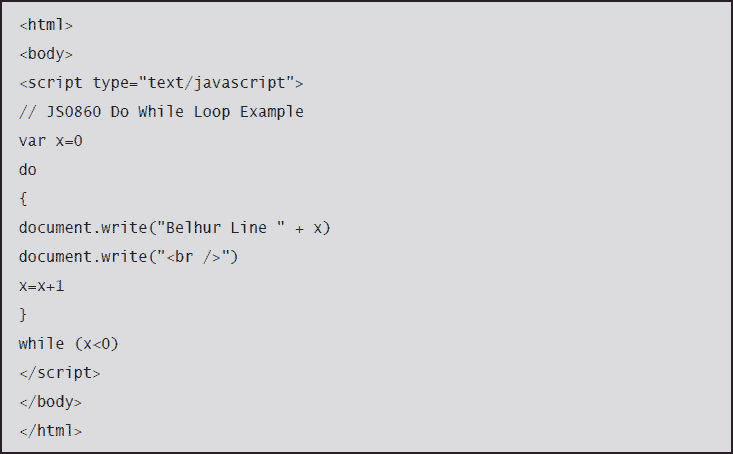 <html>
<body>
<script type="text/javascript">
// JS0860 Do While Loop Example
var x=0
do
{
document.write("Belhur Line " + x)
document.write("<br />")
x=x+1
}
while (x<0)
</script>
</body>
</html>